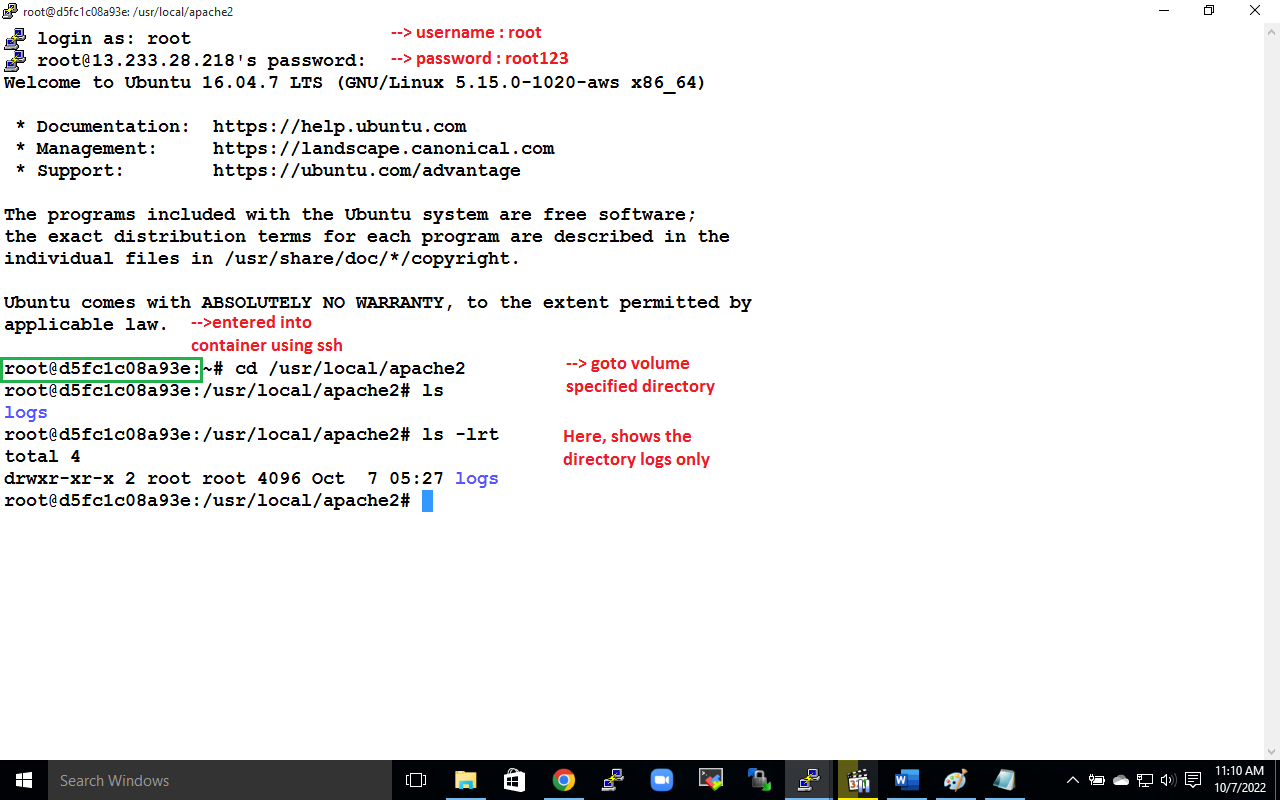 root@d5fc1c08a93e: /usr/local/apache2
login as: root --> username : root
root@13.233.28.218's password: --> password : root123
Welcome to Ubuntu 16.04.7 LTS (GNU/Linux 5.15.0-1020-aws x86_64)
* Documentation: https://help.ubuntu.com
* Management: https://landscape.canonical.com
* Support: https://ubuntu.com/advantage
The programs included with the Ubuntu system are free software;
the exact distribution terms for each program are described in the
individual files in /usr/share/doc/*/copyright.
Ubuntu comes with ABSOLUTELY NO WARRANTY, to the extent permitted by
applicable law. -->entered into
container using ssh
root@d5fc1c08a93e:~# cd /usr/local/apache2 --> goto volume
specified directory
root@d5fc1c08a93e:/usr/local/apache2# ls
logs
root@d5fc1c08a93e:/usr/local/apache2# ls -lrt Here, shows the
directory logs only
total 4
drwxr-xr-x 2 root root 4096 Oct  7 05:27 logs
root@d5fc1c08a93e:/usr/local/apache2#
Search Windows
11:10 AM
10/7/2022